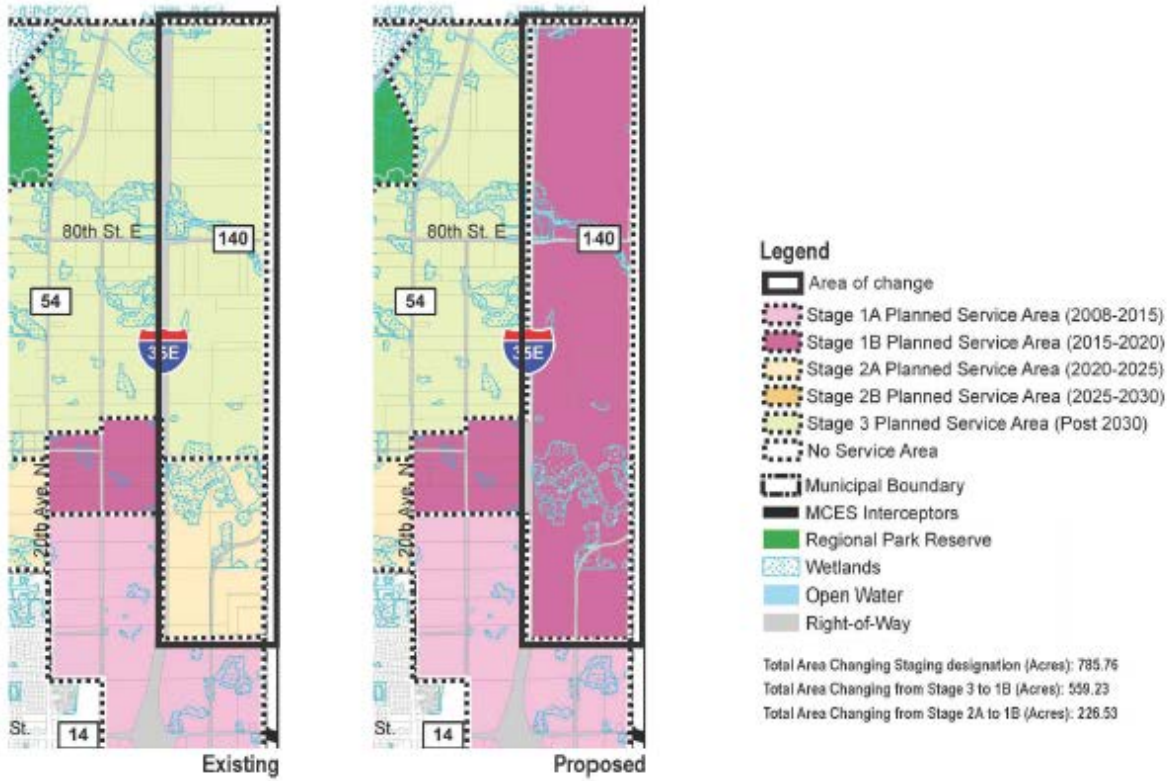 80th St. E
140
54
35E
20th Ave. N
St.
14
Existing
80th St. E
140
54
35E
20th Ave. N
St.
14
Proposed
Legend
Area of change
Stage 1A Planned Service Area (2008-2015)
Stage 1B Planned Service Area (2015-2020)
Stage 2A Planned Service Area (2020-2025)
Stage 2B Planned Service Area (2025-2030)
Stage 3 Planned Service Area (Post 2030)
No Service Area
Municipal Boundary
MCES Interceptors
Regional Park Reserve
Wetlands
Open Water
Right-of-Way
Total Area Changing Staging designation (Acres): 785.76
Total Area Changing from Stage 3 to 1B (Acres): 559.23
Total Area Changing from Stage 2A to 1B (Acres): 226.53